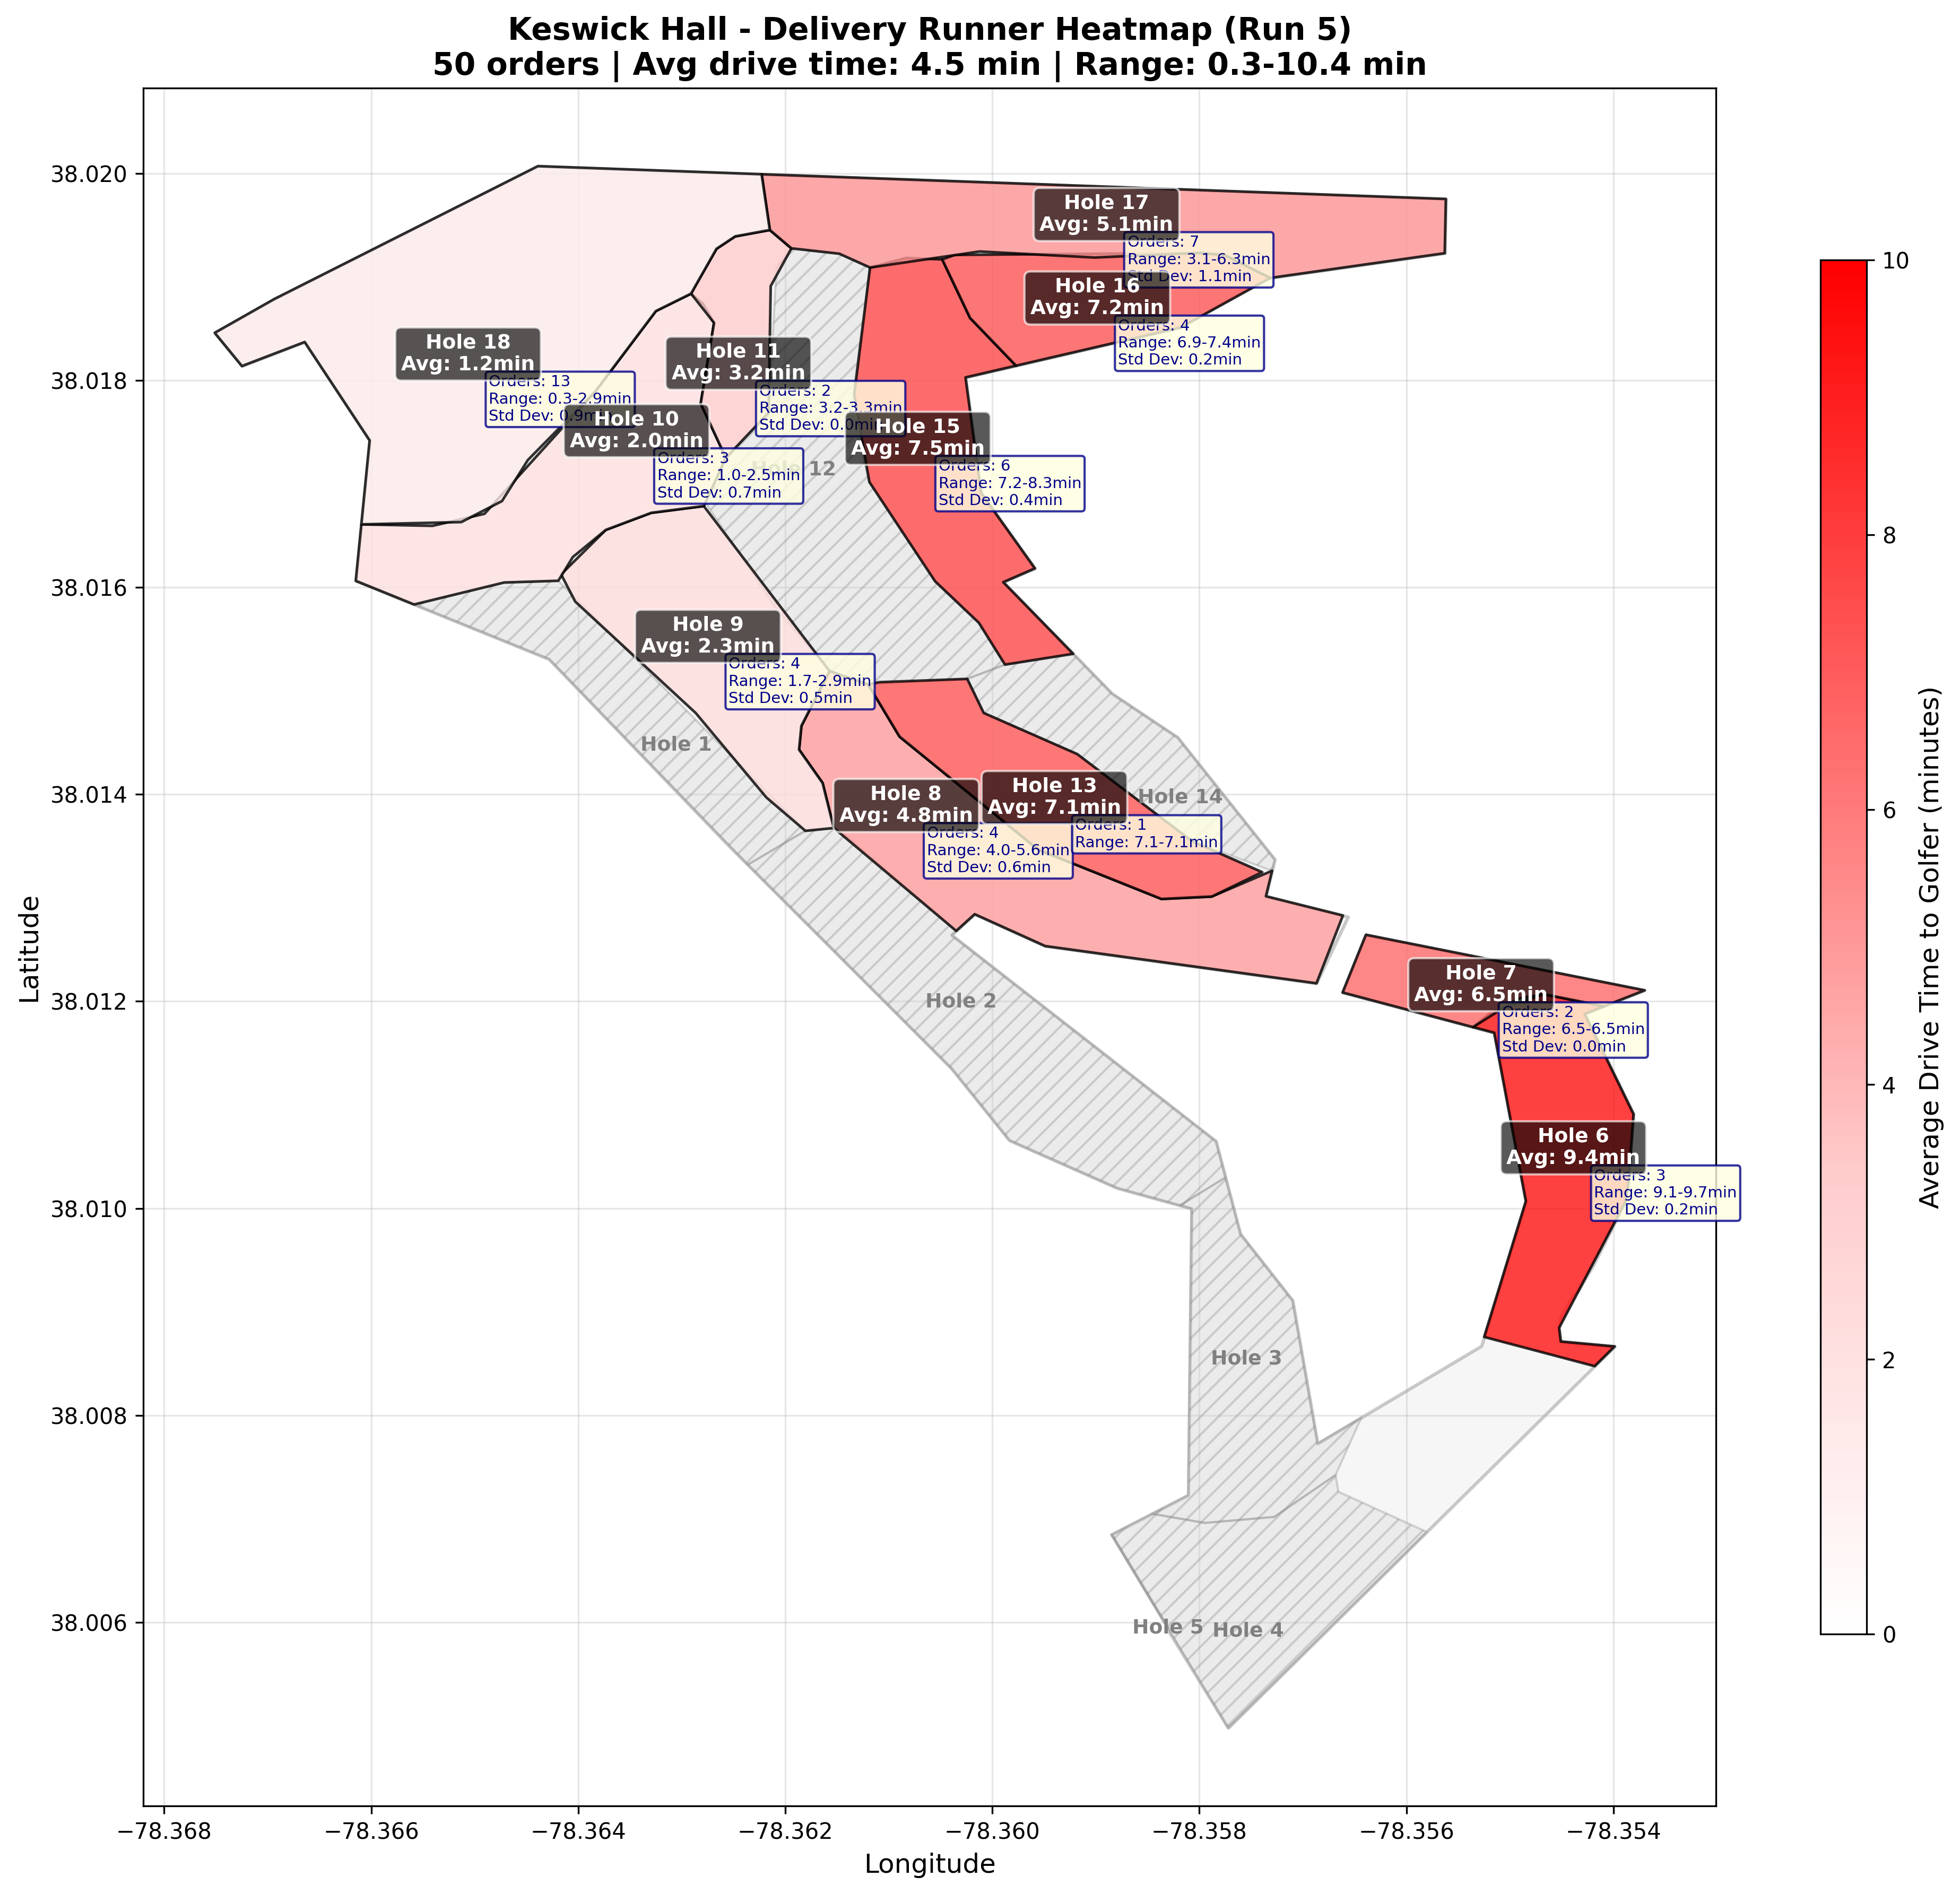 Keswick Hall - Delivery Runner Heatmap (Run 5)
50 orders | Avg drive time: 4.5 min | Range: 0.3-10.4 min
Hole 17
Avg: 5.1min
Orders: 7
Range: 3.1-6.3min
Std Dev: 1.1min
Hole 16
Avg: 7.2min
Orders: 4
Range: 6.9-7.4min
Std Dev: 0.2min
Hole 18
Avg: 1.2min
Orders: 13
Range: 0.3-2.9min
Std Dev: 0.9min
Hole 11
Avg: 3.2min
Orders: 2
Range: 3.2-3.3min
Std Dev: 0.0min
Hole 10
Avg: 2.0min
Orders: 3
Range: 1.0-2.5min
Std Dev: 0.7min
Hole 12
Hole 15
Avg: 7.5min
Orders: 6
Range: 7.2-8.3min
Std Dev: 0.4min
Hole 9
Avg: 2.3min
Orders: 4
Range: 1.7-2.9min
Std Dev: 0.5min
Hole 1
Hole 8
Avg: 4.8min
Orders: 4
Range: 4.0-5.6min
Std Dev: 0.6min
Hole 13
Avg: 7.1min
Orders: 1
Range: 7.1-7.1min
Hole 14
Hole 2
Hole 7
Avg: 6.5min
Orders: 2
Range: 6.5-6.5min
Std Dev: 0.0min
Hole 6
Avg: 9.4min
Orders: 3
Range: 9.1-9.7min
Std Dev: 0.2min
Hole 3
Hole 5
Hole 4
38.020
38.018
38.016
38.014
38.012
38.010
38.008
38.006
Latitude
−78.368
−78.366
−78.364
−78.362
−78.360
−78.358
−78.356
−78.354
Longitude
10
8
6
4
2
0
Average Drive Time to Golfer (minutes)